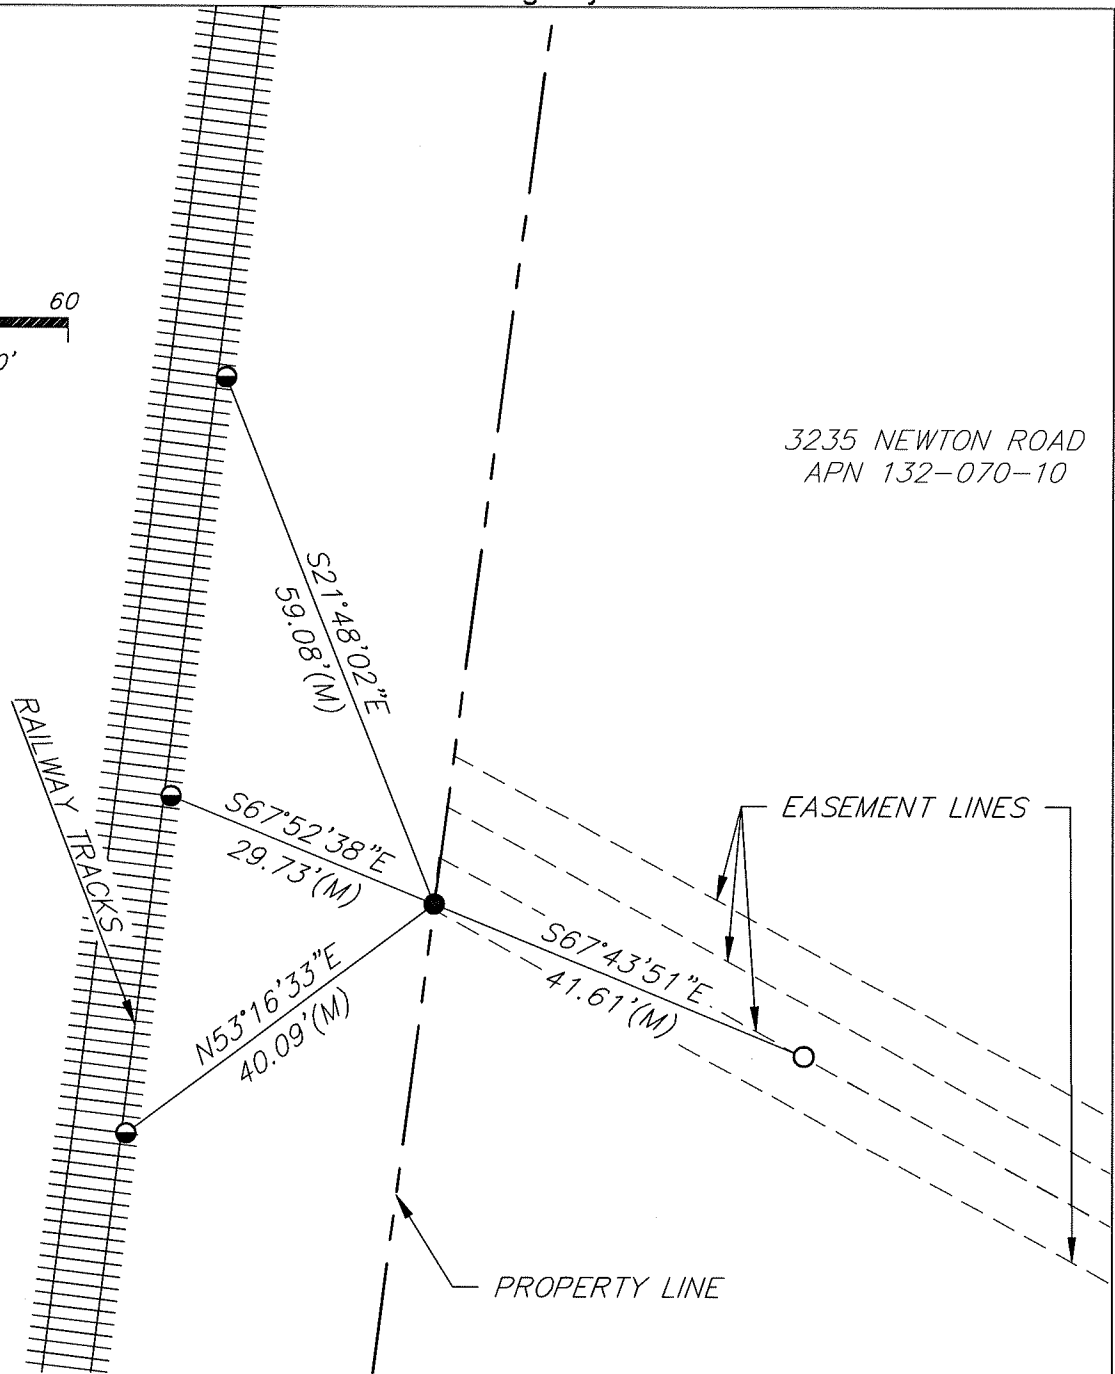 60
0'
3235 NEWTON ROAD
APN 132-070-10
S21°48'02"E
59.08'(M)
RAILWAY TRACKS
S67°52'38"E
29.73'(M)
EASEMENT LINES
S67°43'51"E
41.61'(M)
N53°16'33"E
40.09'(M)
PROPERTY LINE